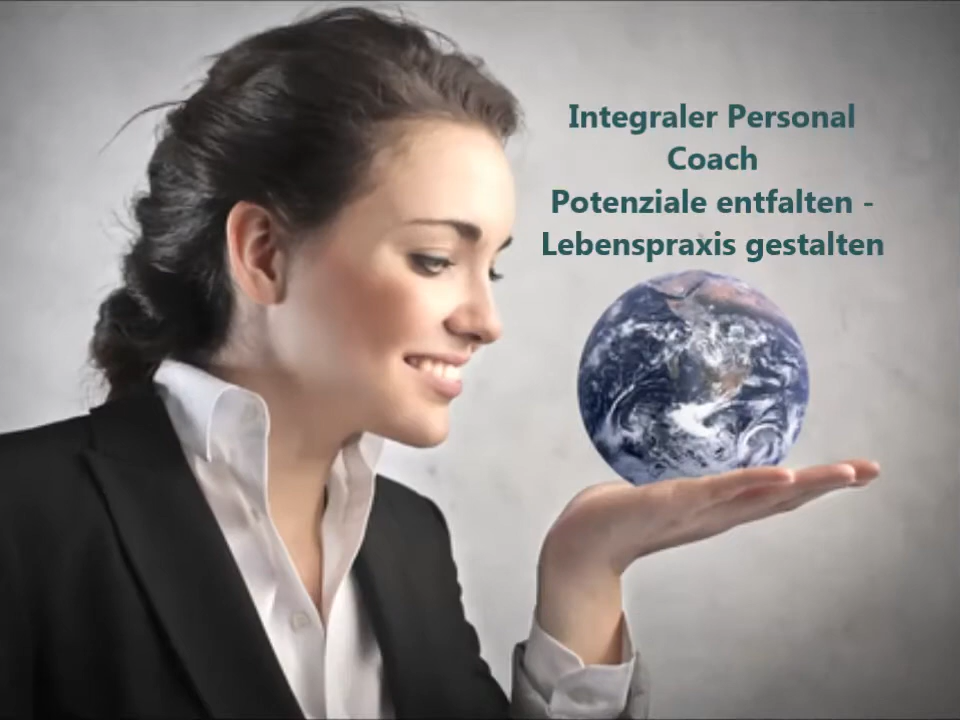 Integraler Personal
Coach
Potenziale entfalten -
Lebenspraxis gestalten